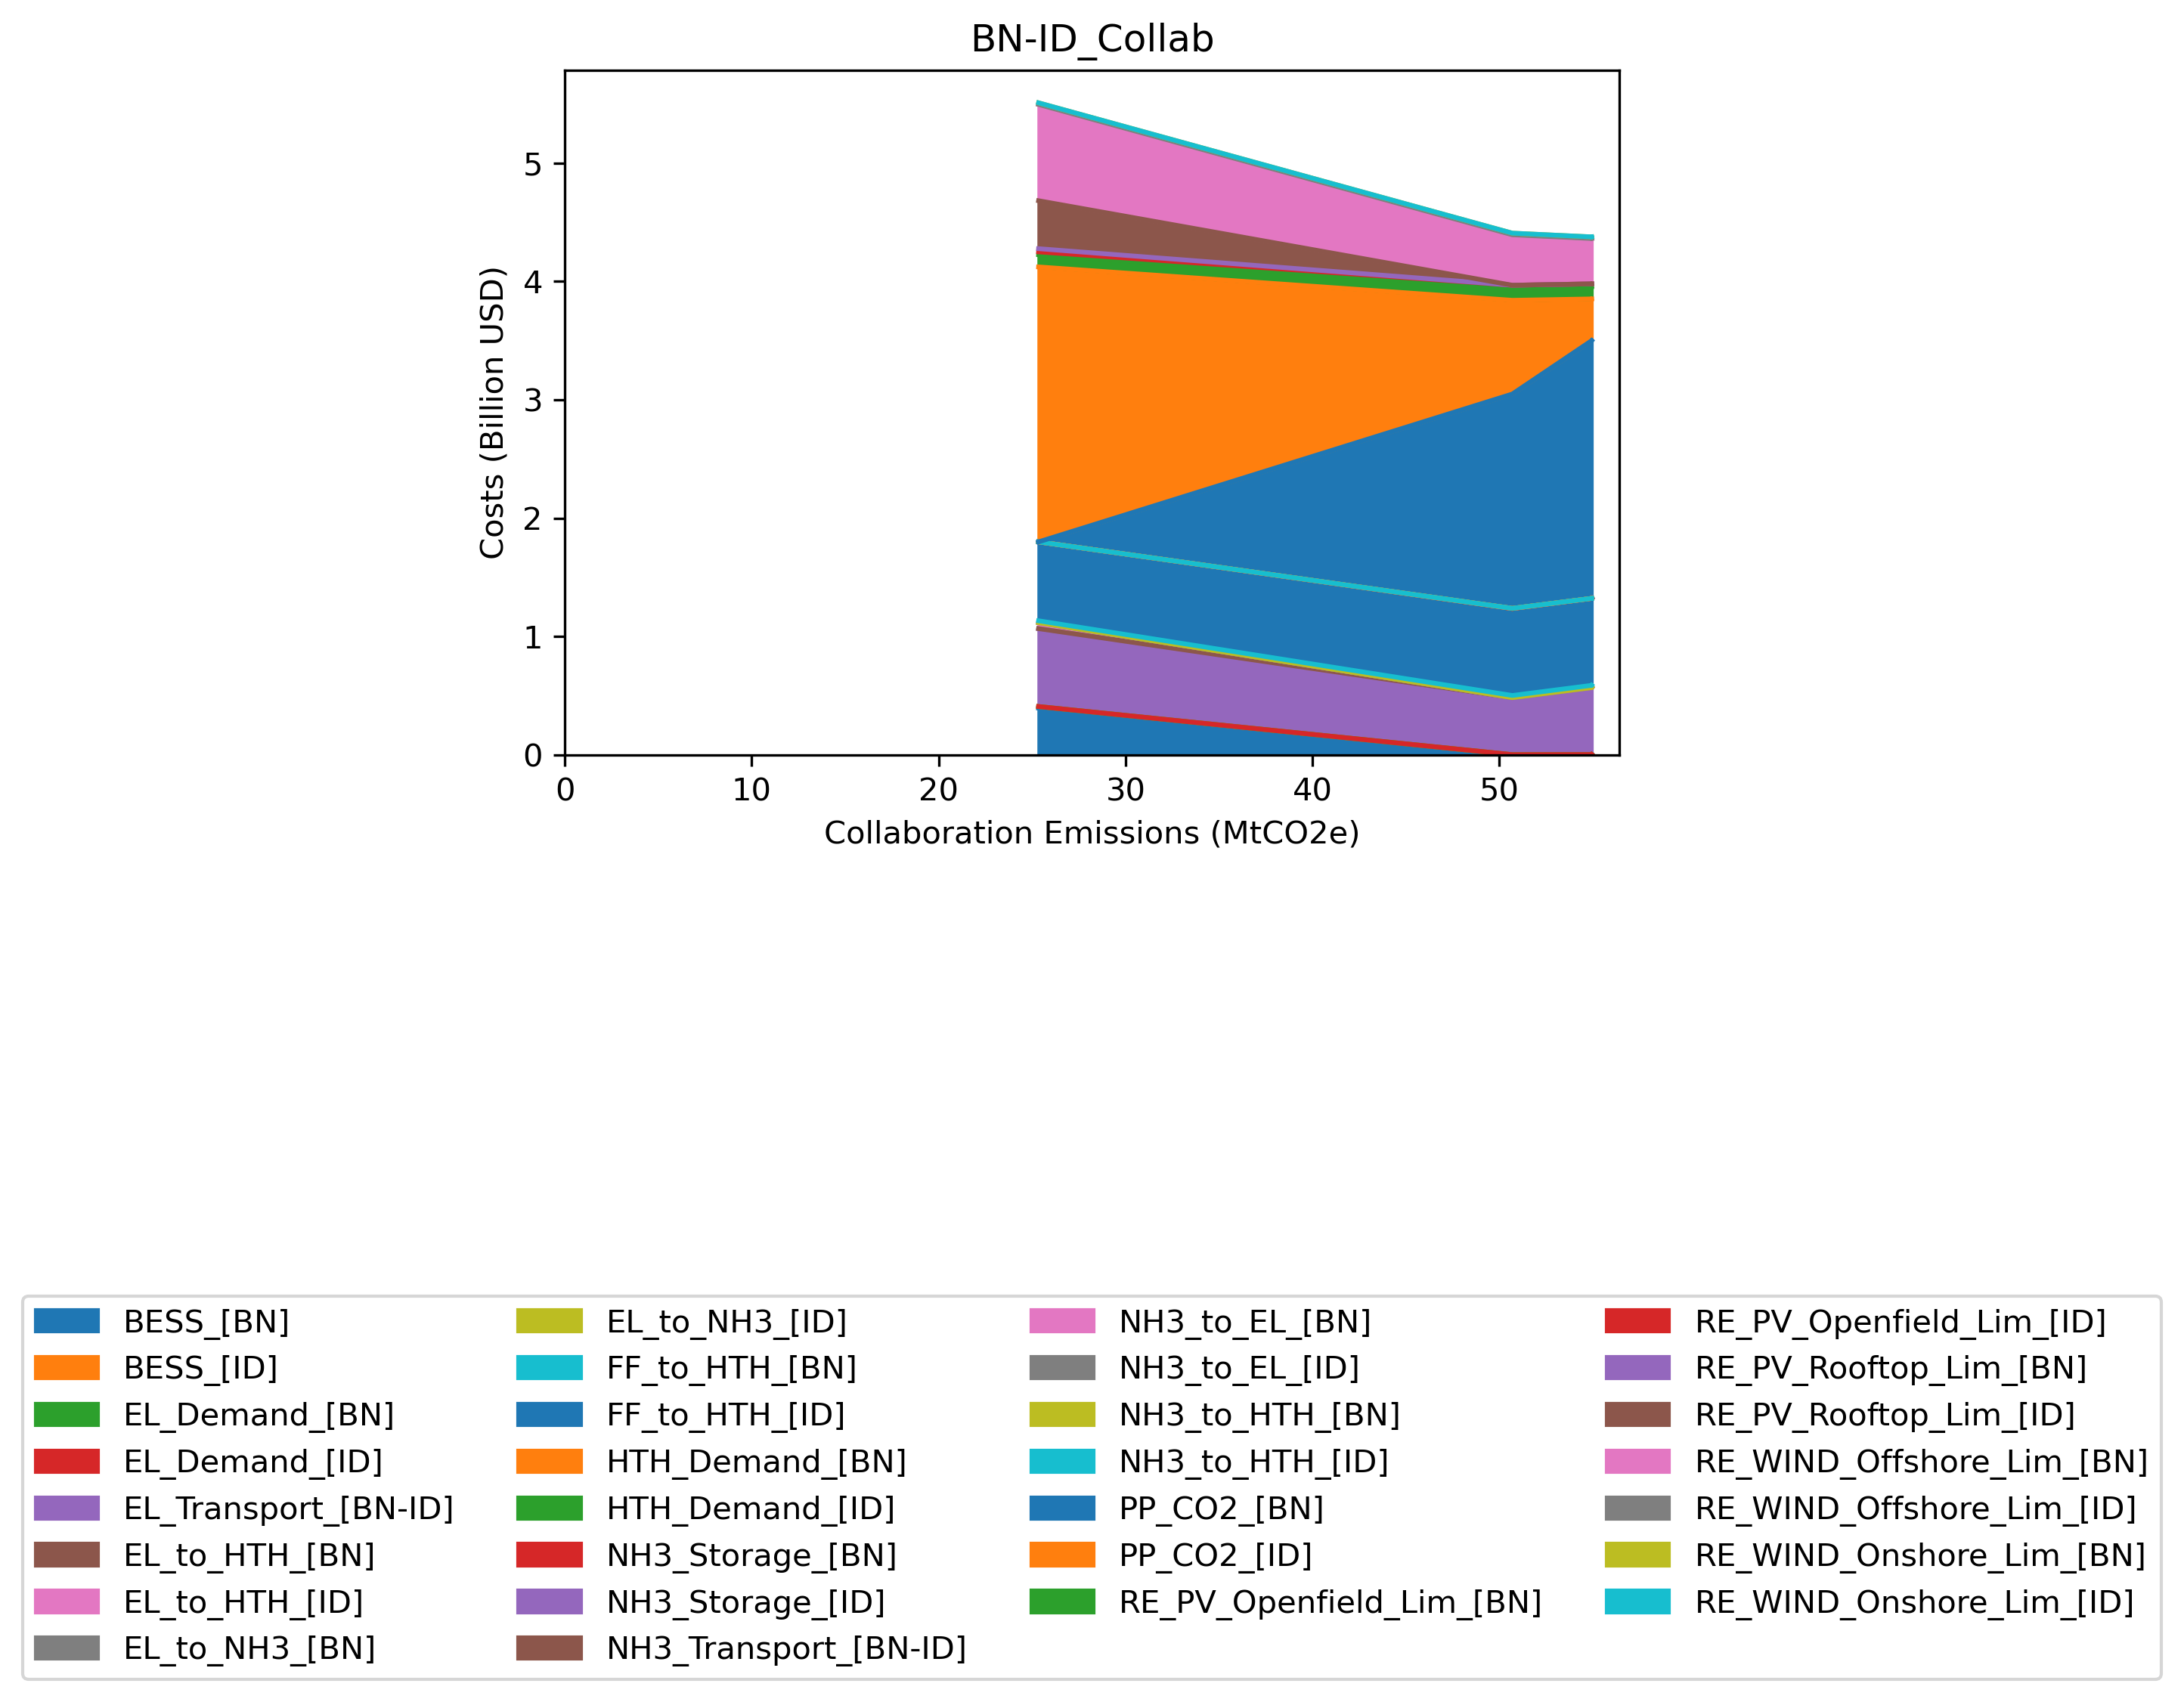 BN-ID_Collab
Costs (Billion USD)
5
4
3
2
1
0
0 10 20 30 40 50
Collaboration Emissions (MtCO2e)
BESS_[BN]
BESS_[ID]
EL_Demand_[BN]
EL_Demand_[ID]
EL_Transport_[BN-ID]
EL_to_HTH_[BN]
EL_to_HTH_[ID]
EL_to_NH3_[BN]
EL_to_NH3_[ID]
FF_to_HTH_[BN]
FF_to_HTH_[ID]
HTH_Demand_[BN]
HTH_Demand_[ID]
NH3_Storage_[BN]
NH3_Storage_[ID]
NH3_Transport_[BN-ID]
NH3_to_EL_[BN]
NH3_to_EL_[ID]
NH3_to_HTH_[BN]
NH3_to_HTH_[ID]
PP_CO2_[BN]
PP_CO2_[ID]
RE_PV_Openfield_Lim_[BN]
RE_PV_Openfield_Lim_[ID]
RE_PV_Rooftop_Lim_[BN]
RE_PV_Rooftop_Lim_[ID]
RE_WIND_Offshore_Lim_[BN]
RE_WIND_Offshore_Lim_[ID]
RE_WIND_Onshore_Lim_[BN]
RE_WIND_Onshore_Lim_[ID]